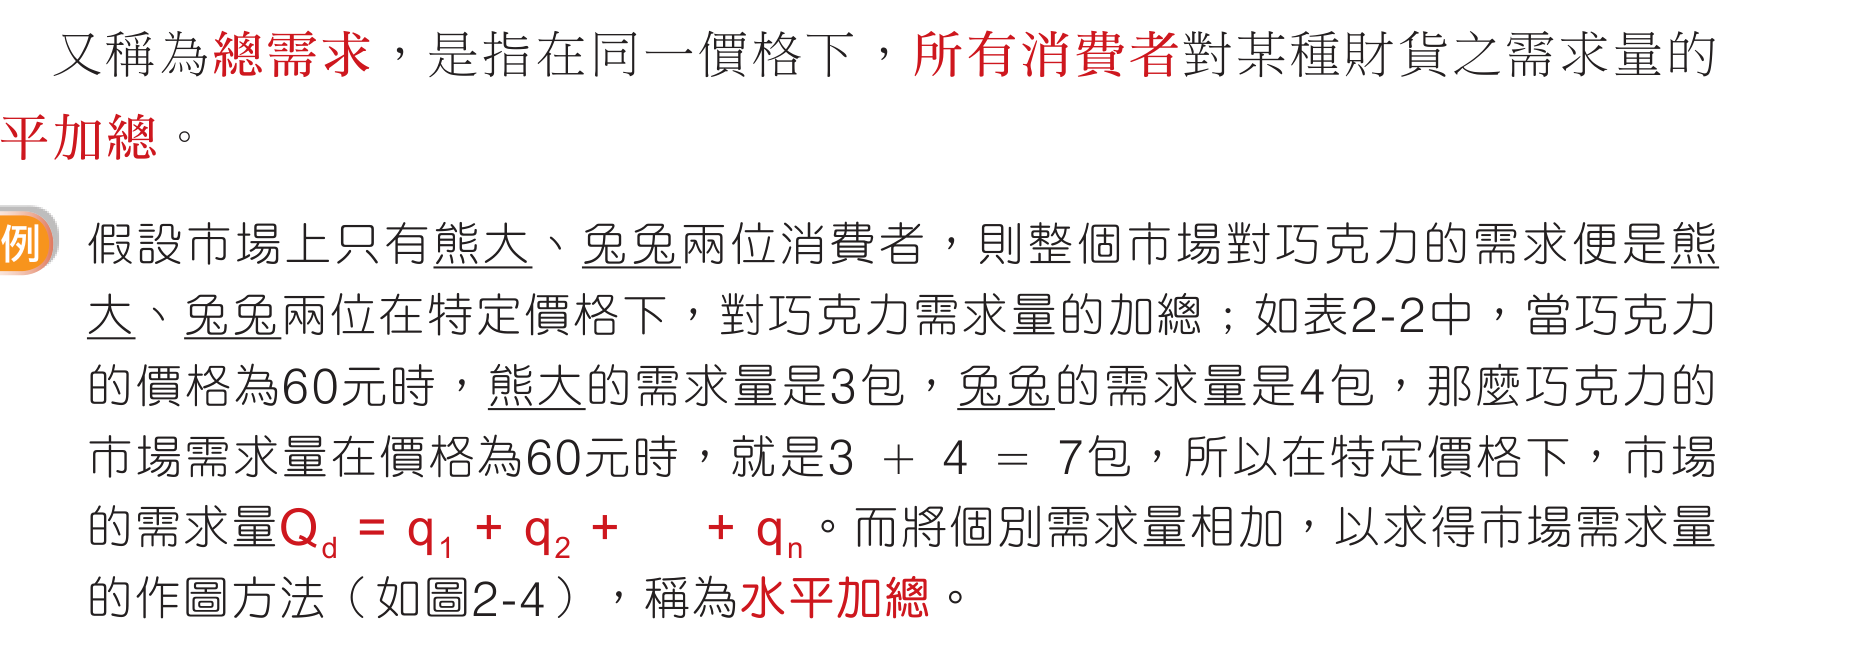 又稱為總需求，是指在同一價格下，所有消費者對某種財貨之需求量的
平加總。
例 假設市場上只有熊大、兔兔兩位消費者，則整個市場對巧克力的需求便是熊
大、兔兔兩位在特定價格下，對巧克力需求量的加總；如表2-2中，當巧克力
的價格為60元時，熊大的需求量是3包，兔兔的需求量是4包，那麼巧克力的
市場需求量在價格為60元時，就是3 + 4 = 7包，所以在特定價格下，市場
的需求量Qd = q1 + q2 + + qn。而將個別需求量相加，以求得市場需求量
的作圖方法（如圖2-4），稱為水平加總。